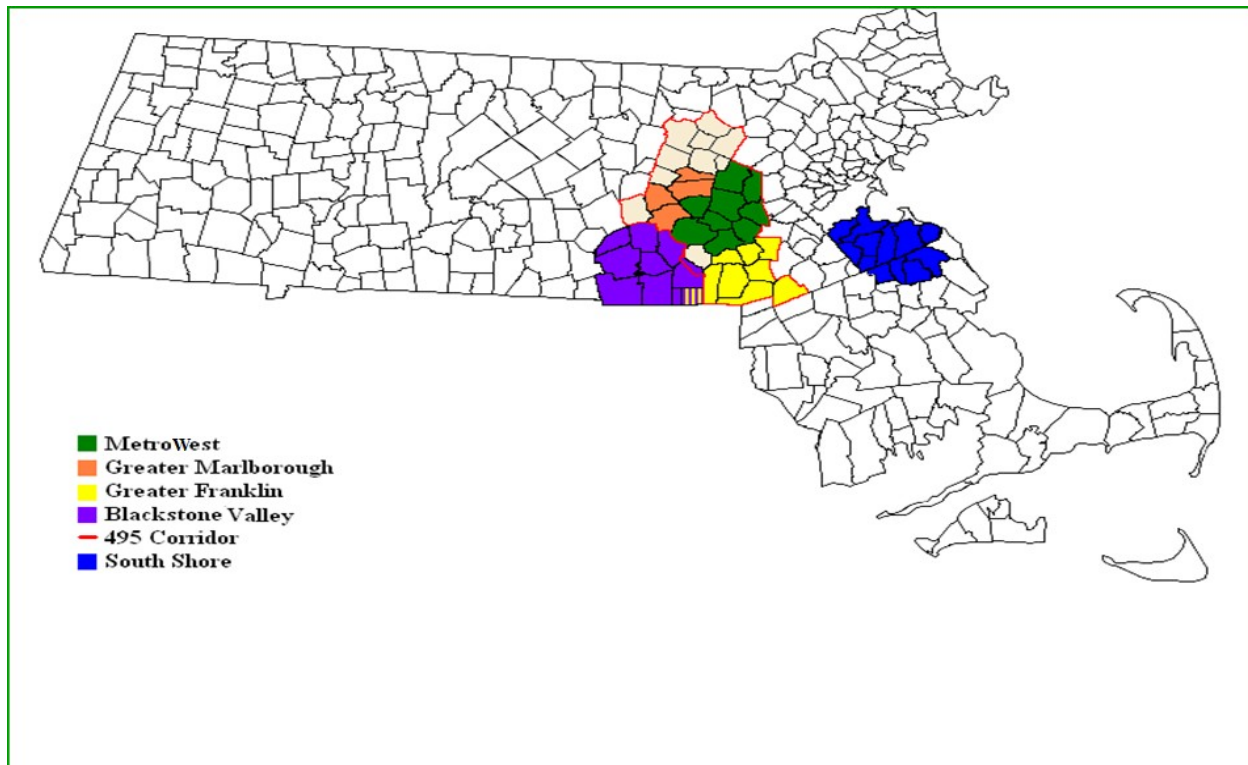 MetroWest
Greater Marlborough
Greater Franklin
Blackstone Valley
495 Corridor
South Shore